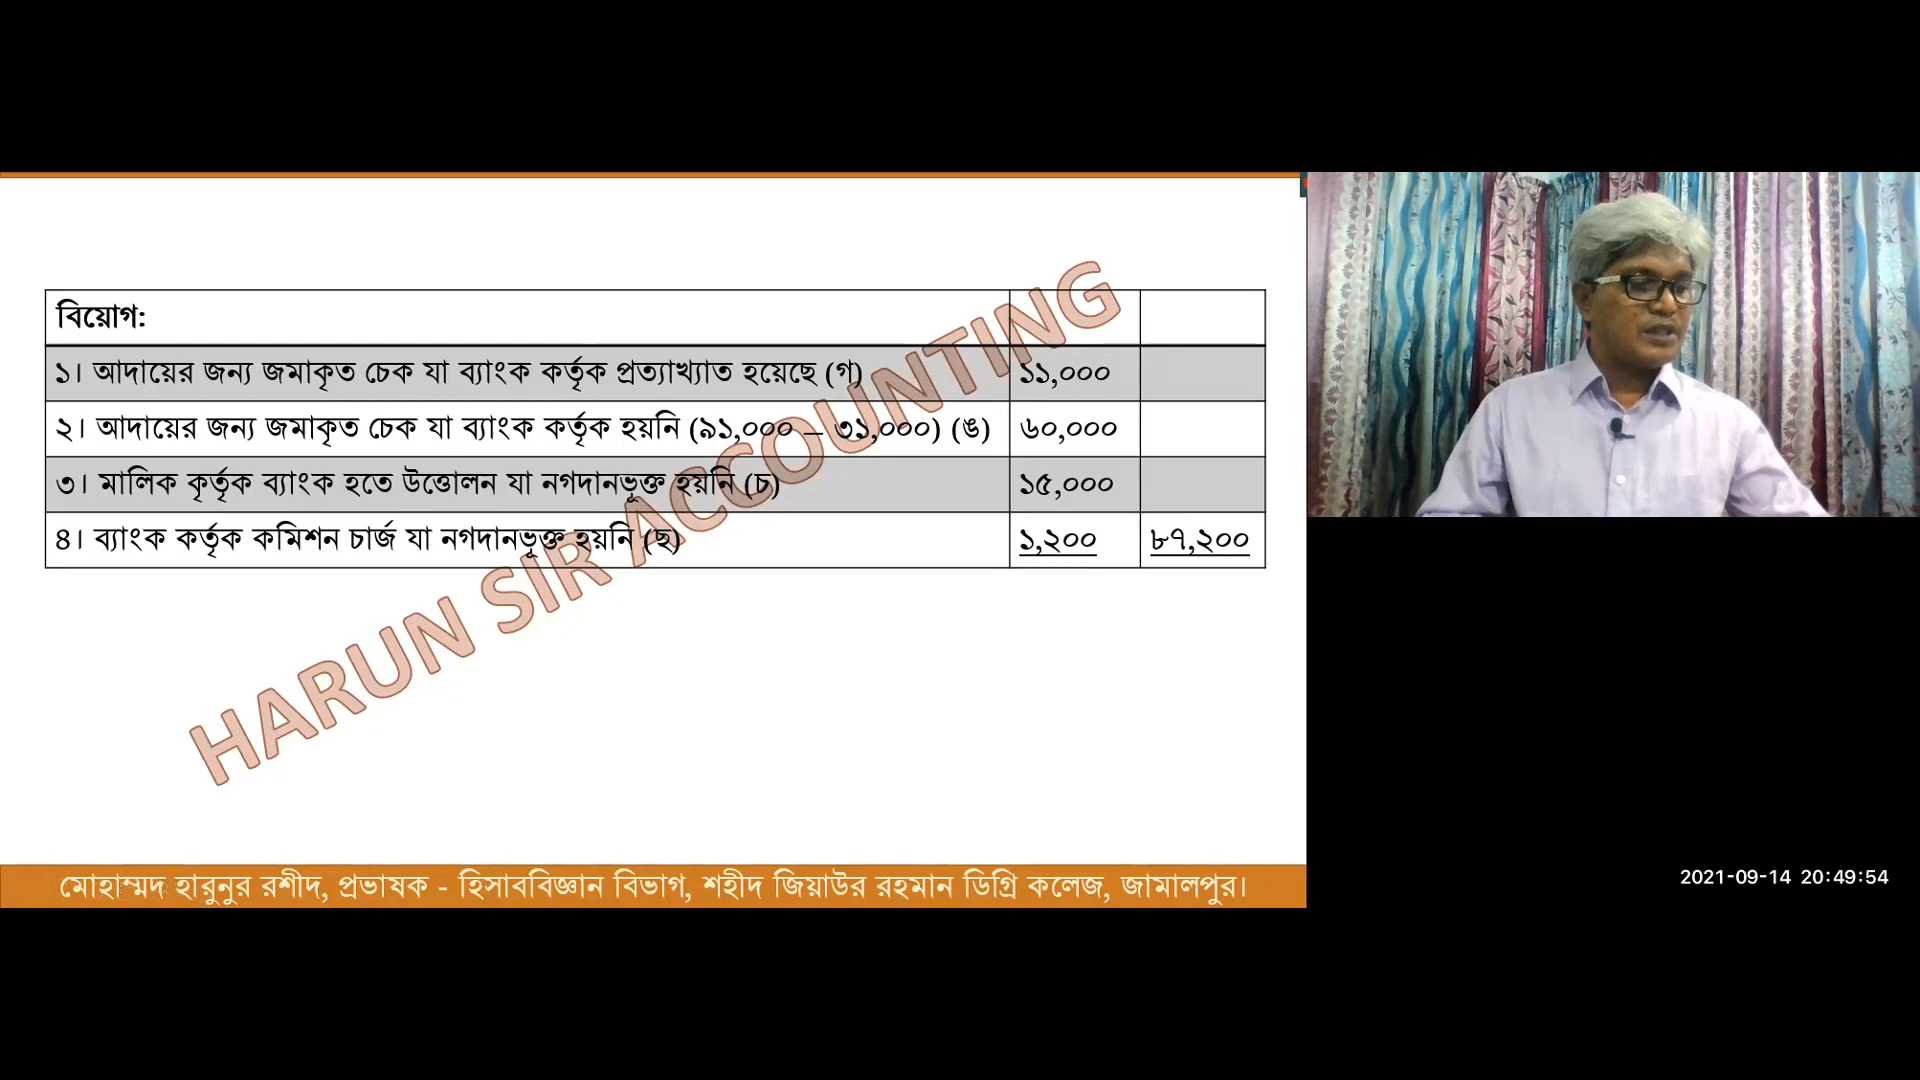 বিয়োগ:
১। আদায়ের জন্য জমাকৃত চেক যা ব্যাংক কর্তৃক প্রত্যাখ্যাত হয়েছে (গ) ১১,০০০
২। আদায়ের জন্য জমাকৃত চেক যা ব্যাংক কর্তৃক হয়নি (৯১,০০০ – ৩১,০০০) (ঙ) ৬০,০০০
৩। মালিক কৃর্তৃক ব্যাংক হতে উত্তোলন যা নগদানভূক্ত হয়নি (চ) ১৫,০০০
৪। ব্যাংক কর্তৃক কমিশন চার্জ যা নগদানভূক্ত হয়নি (ছ) ১,২০০ ৮৭,২০০
HARUN SIR ACCOUNTING
মোহাম্মদ হারুনুর রশীদ, প্রভাষক - হিসাববিজ্ঞান বিভাগ, শহীদ জিয়াউর রহমান ডিগ্রি কলেজ, জামালপুর।
2021-09-14 20:49:54